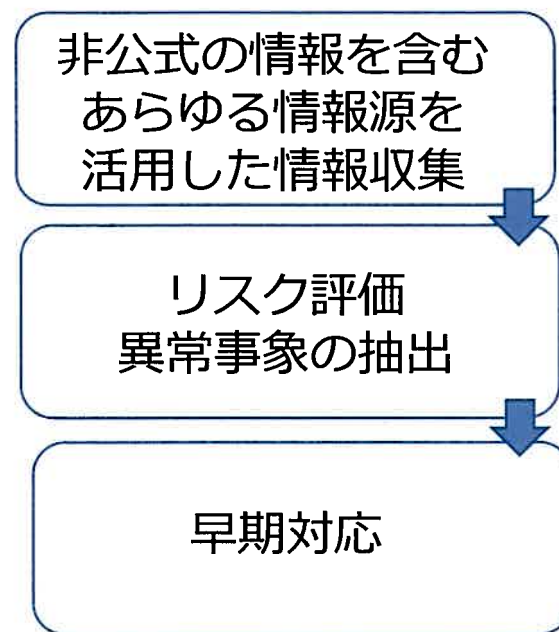 非公式の情報を含む
あらゆる情報源を
活用した情報収集
リスク評価
異常事象の抽出
早期対応